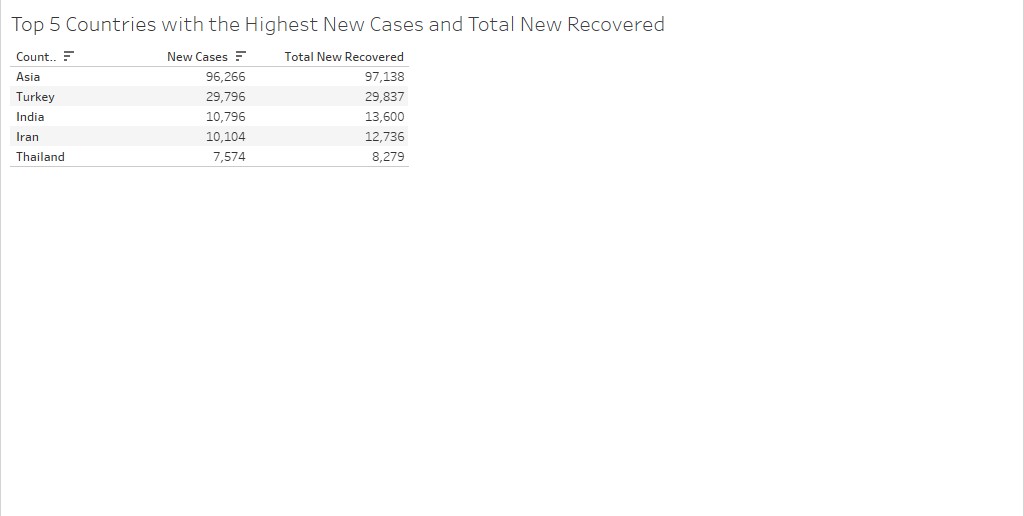 Top 5 Countries with the Highest New Cases and Total New Recovered
Count.. New Cases Total New Recovered
Asia 96,266 97,138
Turkey 29,796 29,837
India 10,796 13,600
Iran 10,104 12,736
Thailand 7,574 8,279